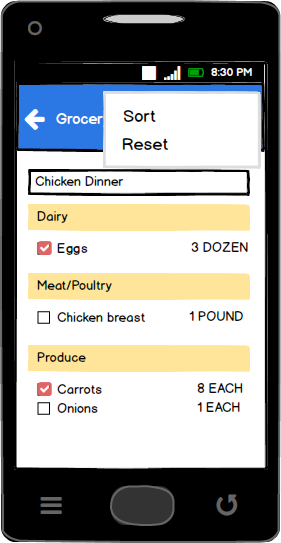 8:30 PM
Grocer
Sort
Reset
Chicken Dinner
Dairy
Eggs 3 DOZEN
Meat/Poultry
Chicken breast 1 POUND
Produce
Carrots 8 EACH
Onions 1 EACH